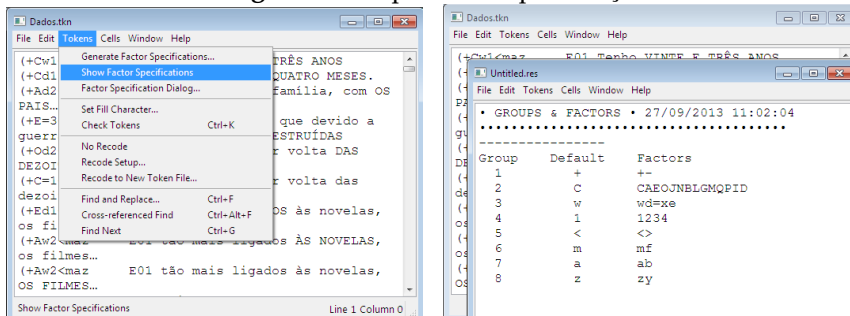 Dados.tkn
File Edit Tokens Cells Window Help
Generate Factor Specifications...
Show Factor Specifications
Factor Specification Dialog...
Set Fill Character...
Check Tokens Ctrl+K
No Recode
Recode Setup...
Recode to New Token File...
Find and Replace... Ctrl+F
Cross-referenced Find Ctrl+Alt+F
Find Next Ctrl+G
(+Cw1 TRÊS ANOS
(+Cd1 QUATRO MESES.
(+Ad2 família, com OS
PAIS…
(+E=3 que devido a
guerr ESTRUÍDAS
(+Od2 r volta DAS
DEZOI
(+C=1 r volta das
dezoi
(+Ed1 OS às novelas,
os fi
(+Aw2<maz E01 tão mais ligados ÀS NOVELAS,
os filmes…
(+Aw2<maz E01 tão mais ligados às novelas,
OS FILMES…
Show Factor Specifications Line 1 Column 0
Dados.tkn
File Edit Tokens Cells Window Help
(+Cw1<maz E01 Tenho VINTE E TRÊS ANOS
Untitled.res
File Edit Tokens Cells Window Help
• GROUPS & FACTORS • 27/09/2013 11:02:04
••••••••••••••••••••••••••••••••••••••
----------------
Group Default Factors
1 + +-
2 C CAEOJNBLGMQPID
3 w wd=xe
4 1 1234
5 < <>
6 m mf
7 a ab
8 z zy